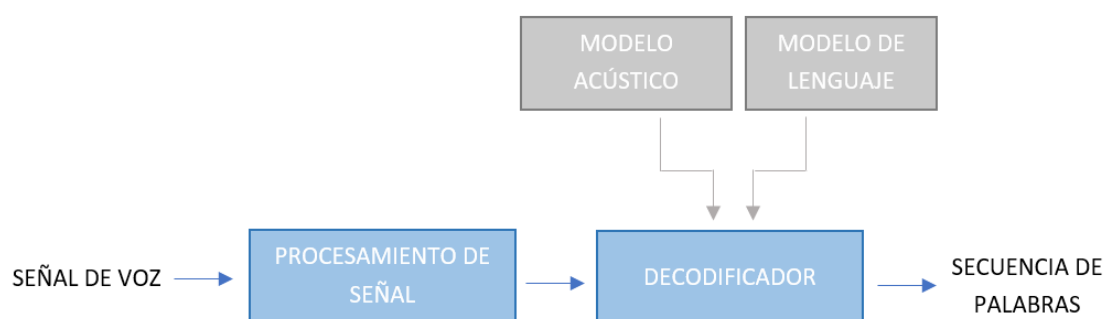 MODELO
ACÚSTICO
MODELO DE
LENGUAJE
SEÑAL DE VOZ
PROCESAMIENTO DE
SEÑAL
DECODIFICADOR
SECUENCIA DE
PALABRAS